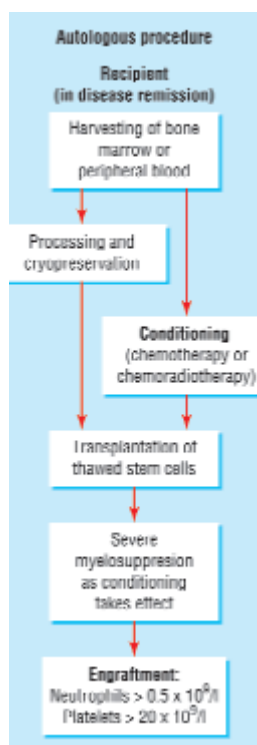 Autologous procedure
Recipient
(in disease remission)
Harvesting of bone
marrow or
peripheral blood
Processing and
cryopreservation
Conditioning
(chemotherapy or
chemoradiotherapy)
Transplantation of
thawed stem cells
Severe
myelosuppresion
as conditioning
takes effect
Engraftment:
Neutrophils > 0.5 x 10⁹/l
Platelets > 20 x 10⁹/l